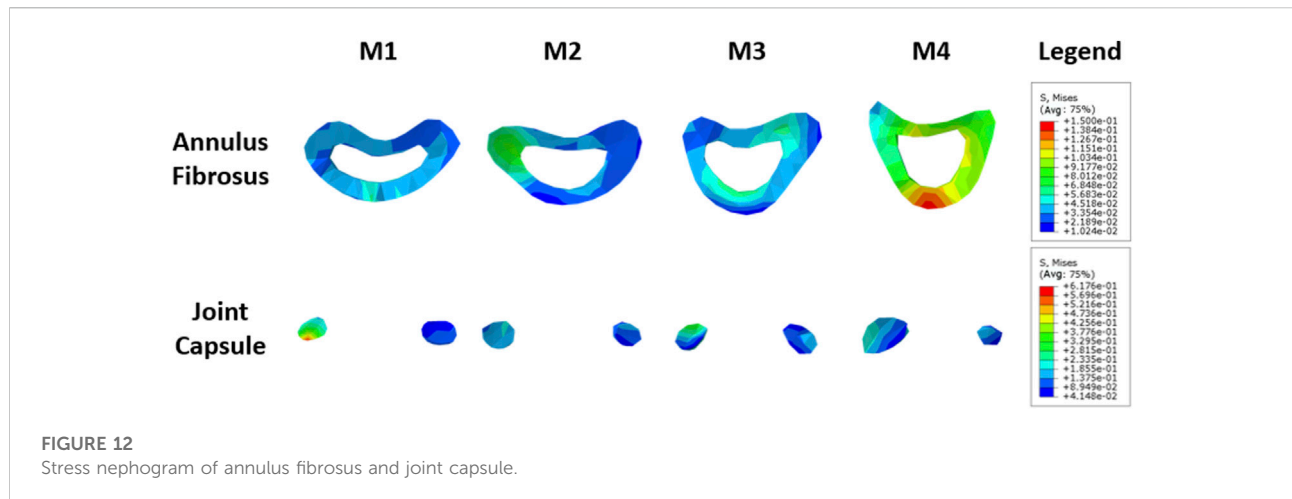 M1 M2 M3 M4 Legend
Annulus
Fibrosus
S, Mises
(Avg: 75%)
+1.500e-01
+1.384e-01
+1.267e-01
+1.151e-01
+1.034e-01
+9.177e-02
+8.012e-02
+6.848e-02
+5.683e-02
+4.518e-02
+3.354e-02
+2.189e-02
+1.024e-02
Joint
Capsule
S, Mises
(Avg: 75%)
+6.176e-01
+5.696e-01
+5.216e-01
+4.736e-01
+4.256e-01
+3.776e-01
+3.295e-01
+2.815e-01
+2.335e-01
+1.855e-01
+1.375e-01
+8.949e-02
+4.148e-02
FIGURE 12
Stress nephogram of annulus fibrosus and joint capsule.